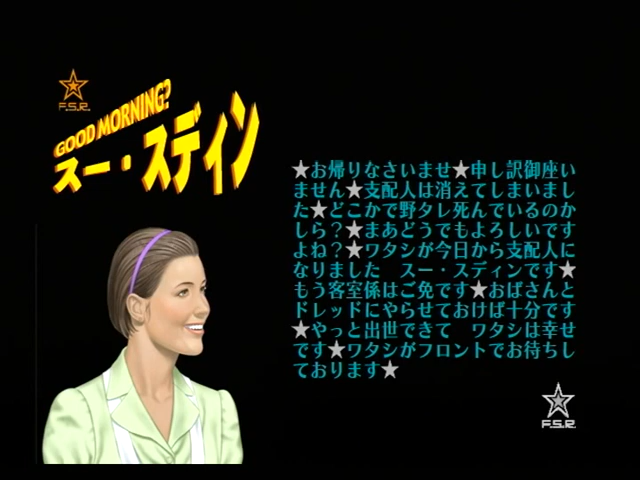 F.S.R.
GOOD MORNING?
スー・スディン
★お帰りなさいませ★申し訳御座い
ません★支配人は消えてしまいまし
た★どこかで野タレ死んでいるのか
しら？★まあどうでもよろしいです
よね？★ワタシが今日から支配人に
なりました　スー・スディンです★
もう客室係はご免です★おばさんと
ドレッドにやらせておけば十分です
★やっと出世できて　ワタシは幸せ
です★ワタシがフロントでお待ちし
ております★
F.S.R.